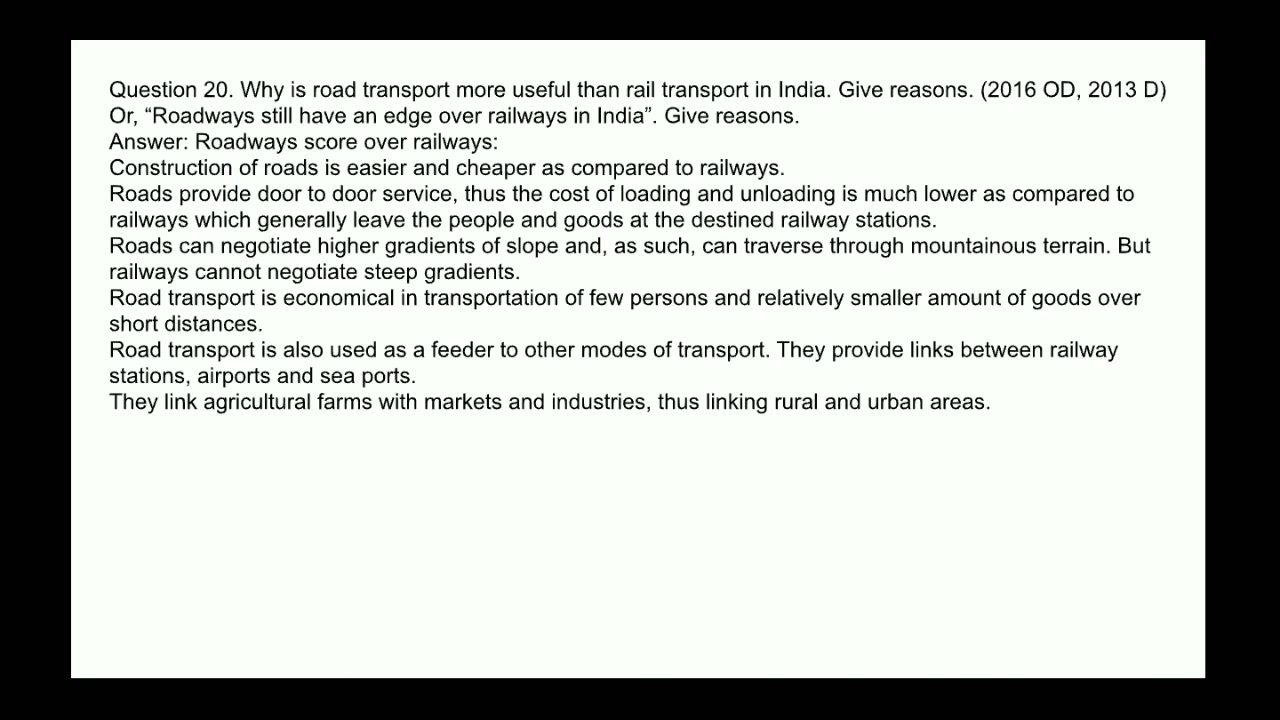 Question 20. Why is road transport more useful than rail transport in India. Give reasons. (2016 OD, 2013 D)
Or, “Roadways still have an edge over railways in India”. Give reasons.
Answer: Roadways score over railways:
Construction of roads is easier and cheaper as compared to railways.
Roads provide door to door service, thus the cost of loading and unloading is much lower as compared to
railways which generally leave the people and goods at the destined railway stations.
Roads can negotiate higher gradients of slope and, as such, can traverse through mountainous terrain. But
railways cannot negotiate steep gradients.
Road transport is economical in transportation of few persons and relatively smaller amount of goods over
short distances.
Road transport is also used as a feeder to other modes of transport. They provide links between railway
stations, airports and sea ports.
They link agricultural farms with markets and industries, thus linking rural and urban areas.